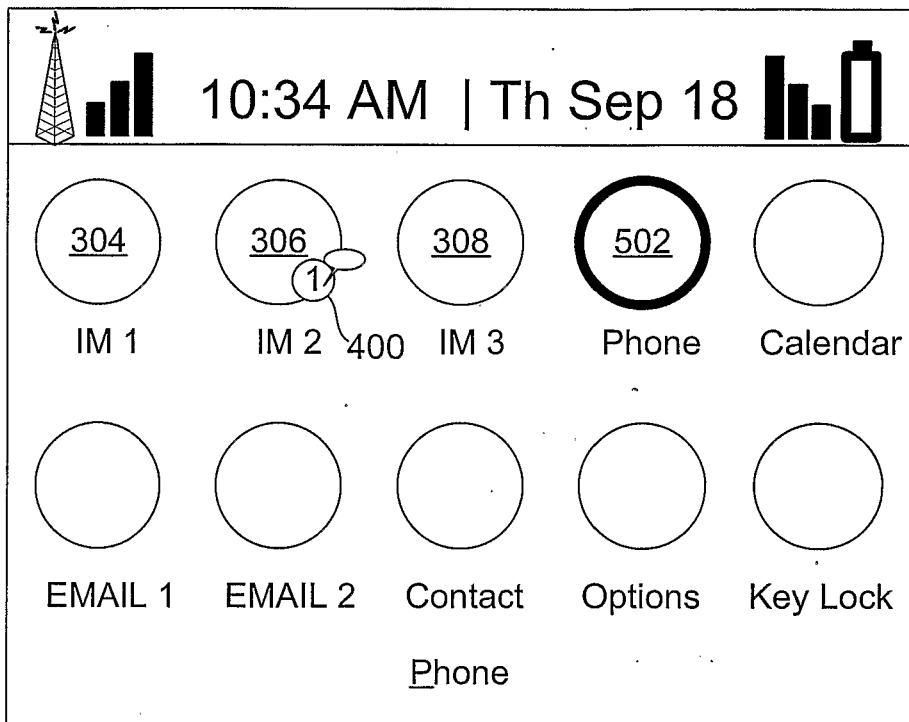 10:34 AM | Th Sep 18
304 306 308 502
1
IM 1 IM 2 400 IM 3 Phone Calendar
EMAIL 1 EMAIL 2 Contact Options Key Lock
Phone